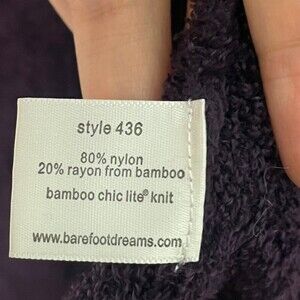 style 436
80% nylon
20% rayon from bamboo
bamboo chic lite® knit
www.barefootdreams.com